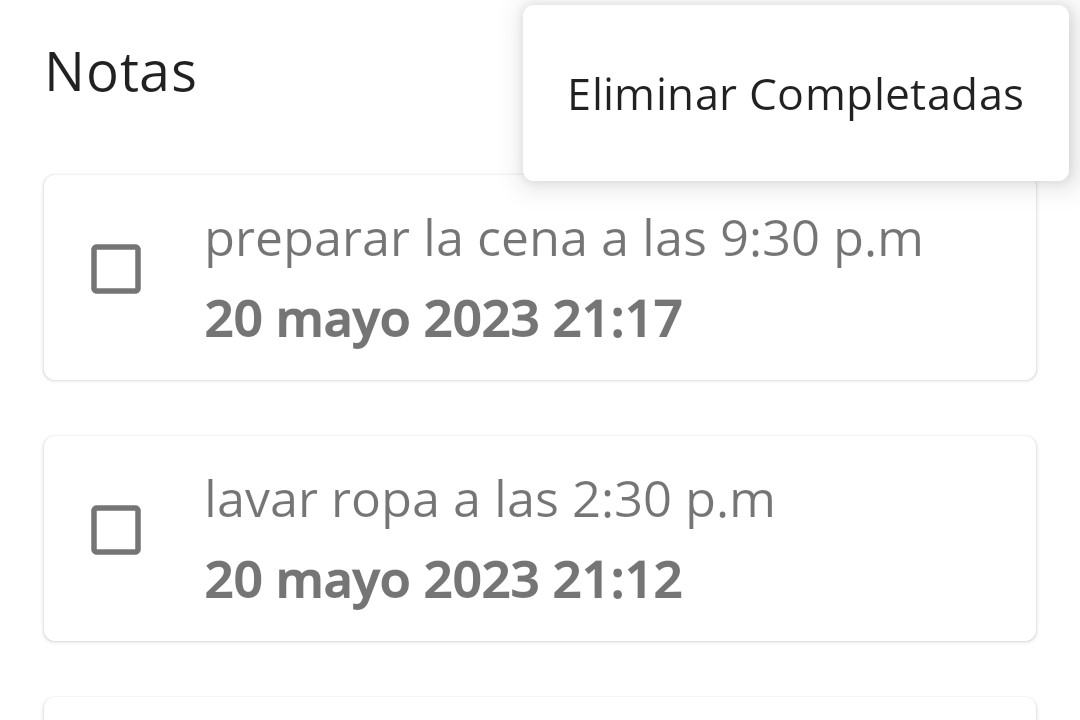 Notas
Eliminar Completadas
preparar la cena a las 9:30 p.m
20 mayo 2023 21:17
lavar ropa a las 2:30 p.m
20 mayo 2023 21:12